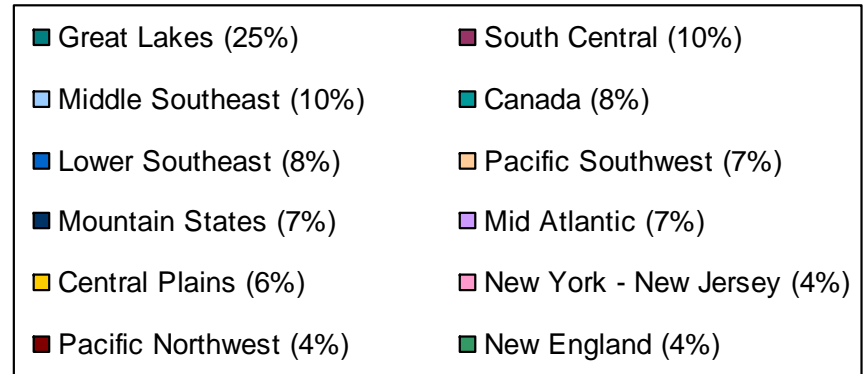 Great Lakes (25%) South Central (10%)
Middle Southeast (10%) Canada (8%)
Lower Southeast (8%) Pacific Southwest (7%)
Mountain States (7%) Mid Atlantic (7%)
Central Plains (6%) New York - New Jersey (4%)
Pacific Northwest (4%) New England (4%)